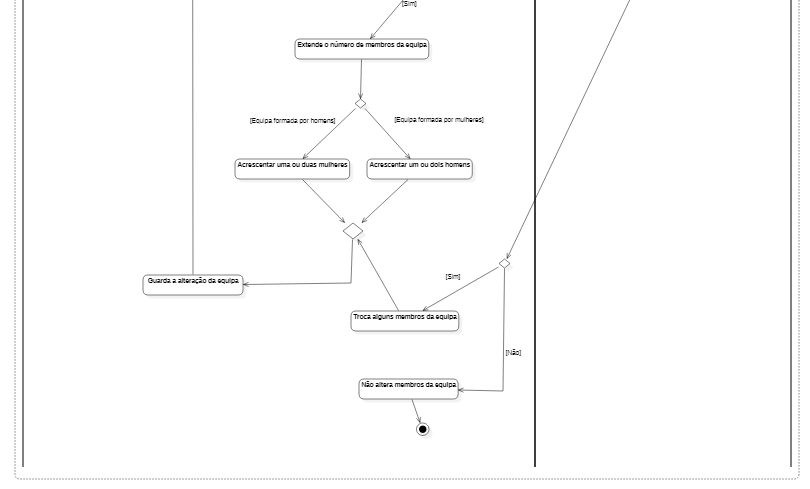 [Sim]
Extende o número de membros da equipa
[Equipa formada por homens]
[Equipa formada por mulheres]
Acrescentar uma ou duas mulheres
Acrescentar um ou dois homens
[Sim]
Guarda a alteração da equipa
Troca alguns membros da equipa
[Não]
Não altera membros da equipa